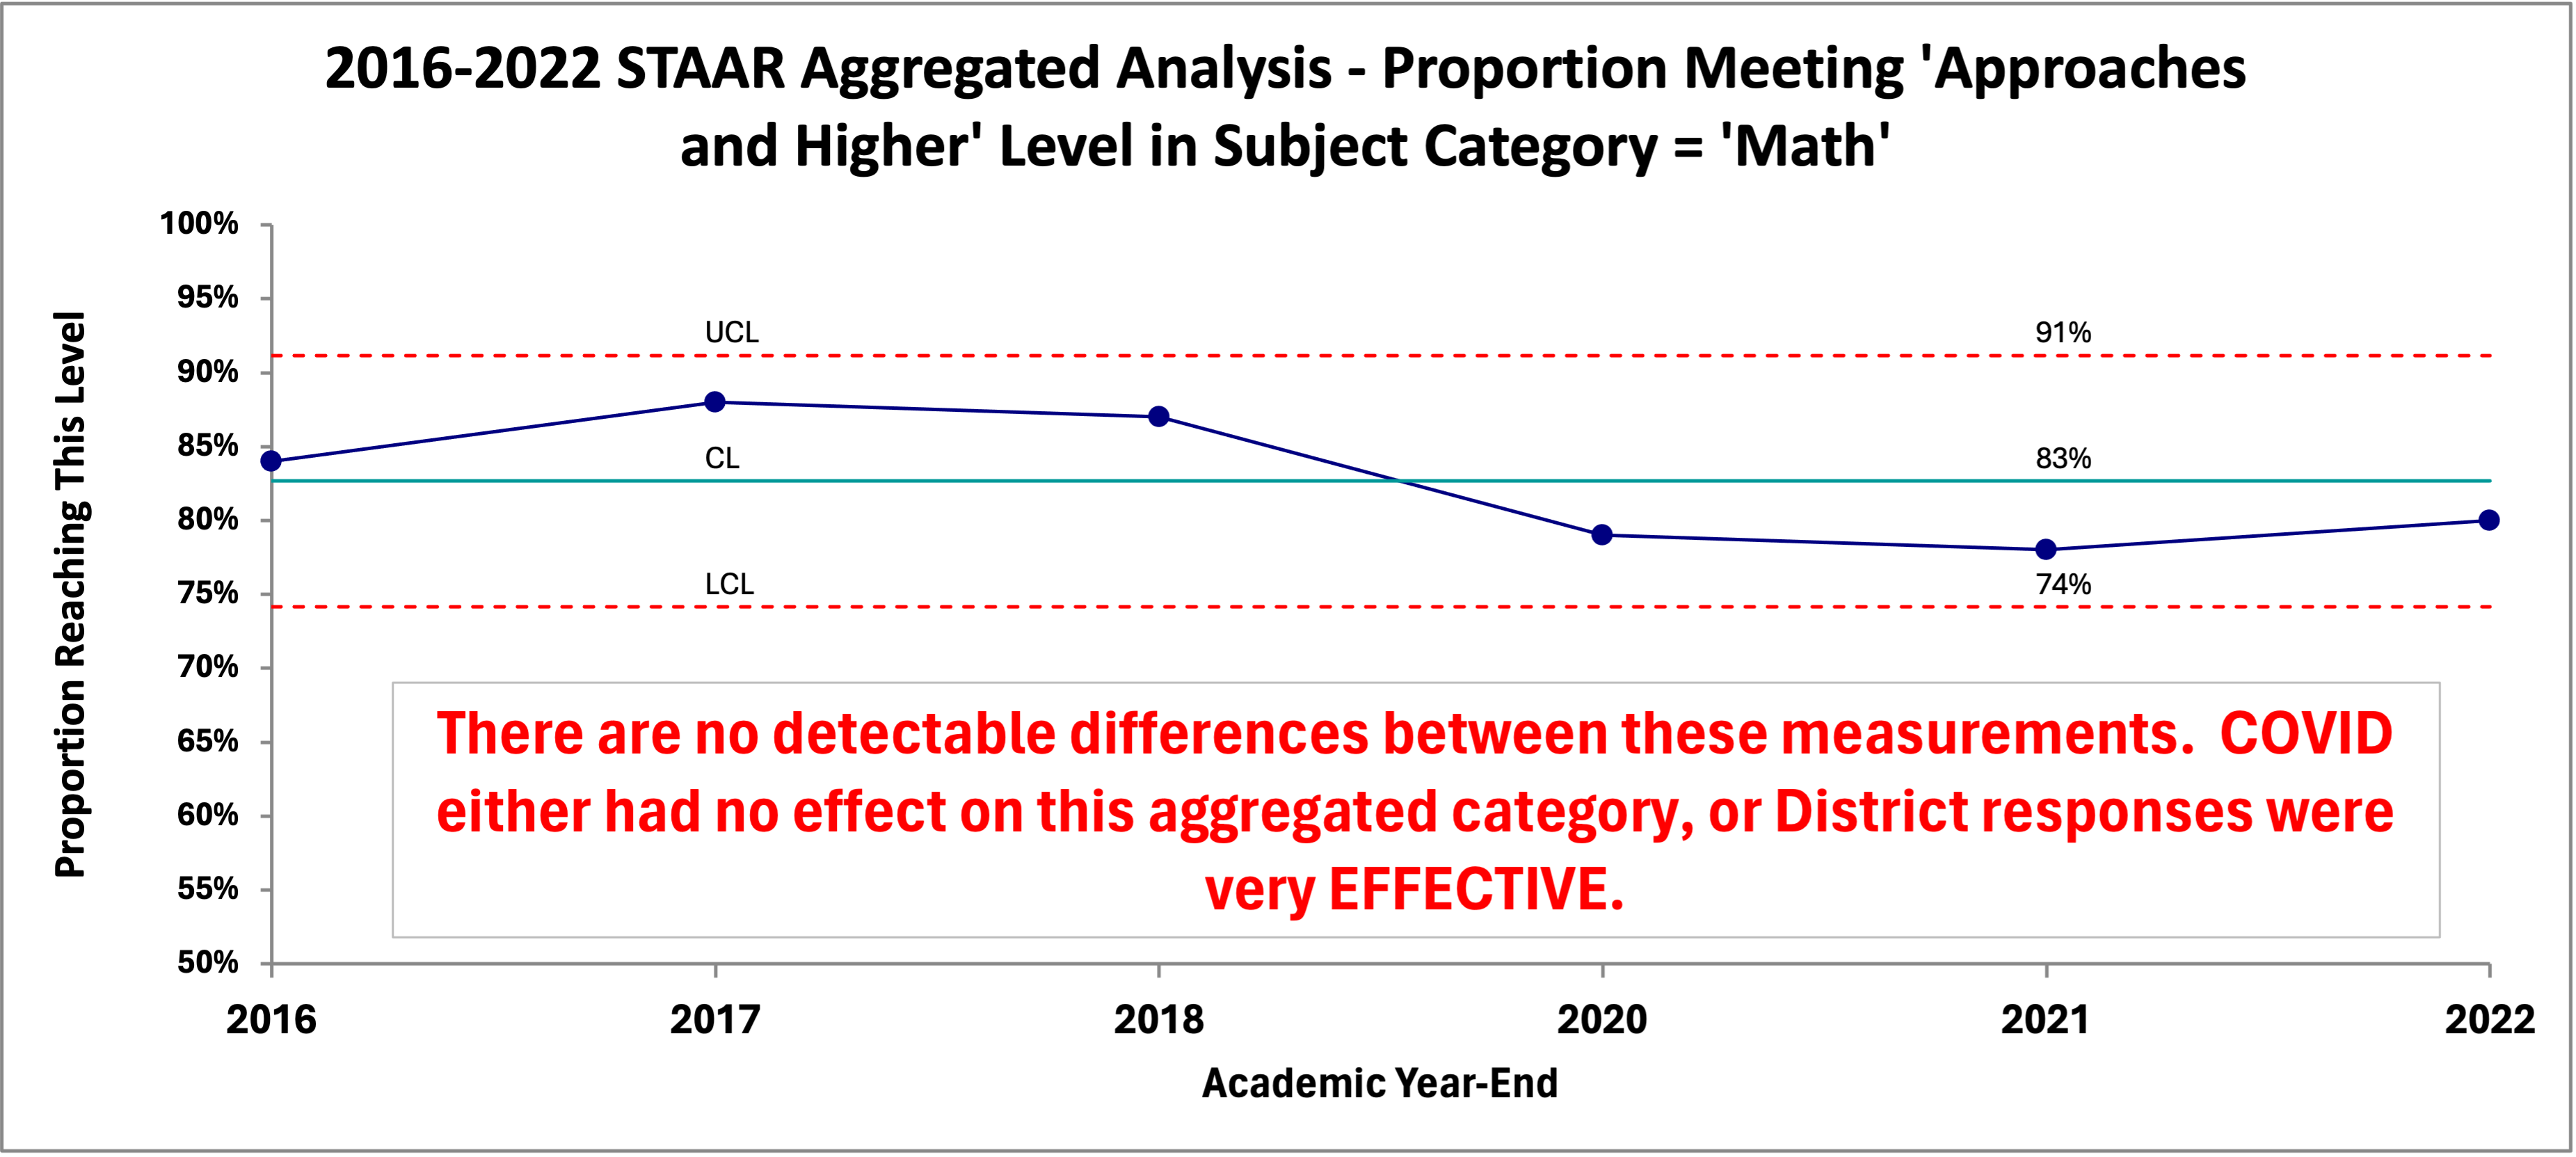 2016-2022 STAAR Aggregated Analysis - Proportion Meeting 'Approaches
and Higher' Level in Subject Category = 'Math'
Proportion Reaching This Level
100%
95%
90%
85%
80%
75%
70%
65%
60%
55%
50%
UCL
91%
CL
83%
LCL
74%
There are no detectable differences between these measurements.  COVID
either had no effect on this aggregated category, or District responses were
very EFFECTIVE.
2016
2017
2018
2020
2021
2022
Academic Year-End